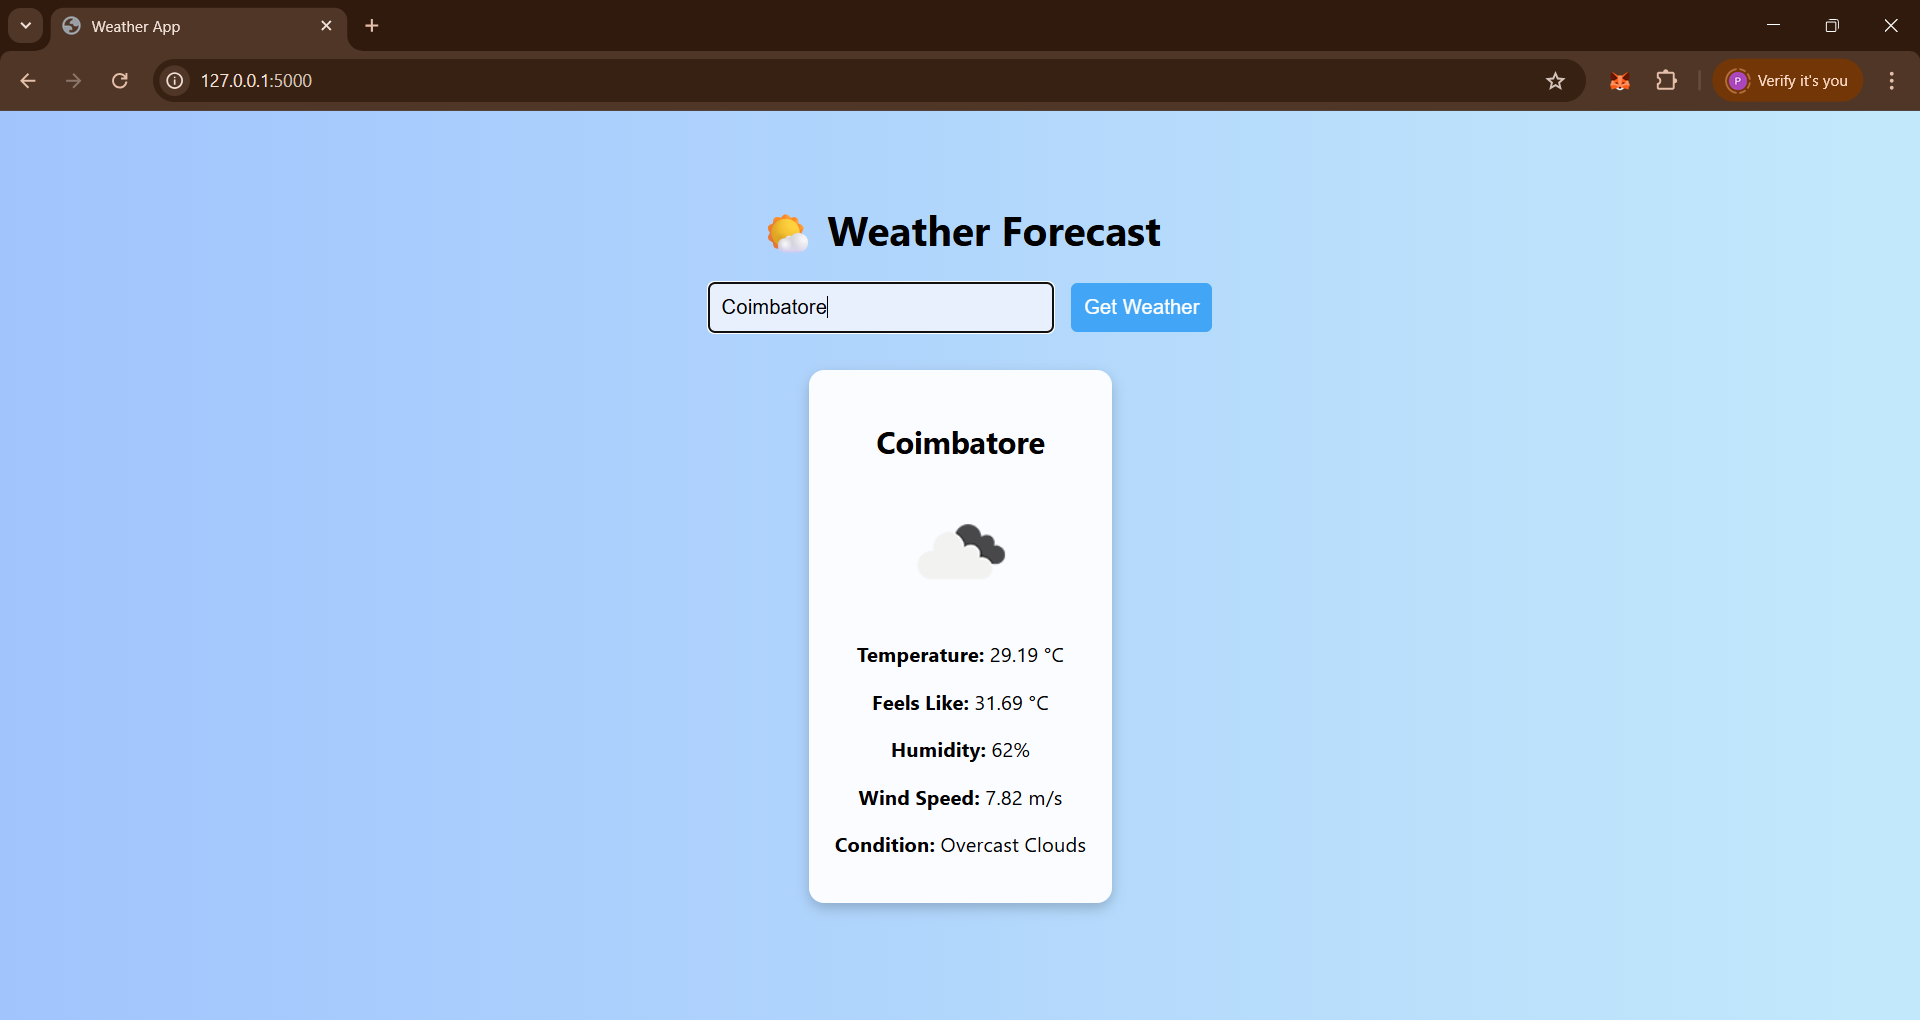 Weather App
127.0.0.1:5000
P Verify it's you
Weather Forecast
Coimbatore Get Weather
Coimbatore
Temperature: 29.19 °C
Feels Like: 31.69 °C
Humidity: 62%
Wind Speed: 7.82 m/s
Condition: Overcast Clouds